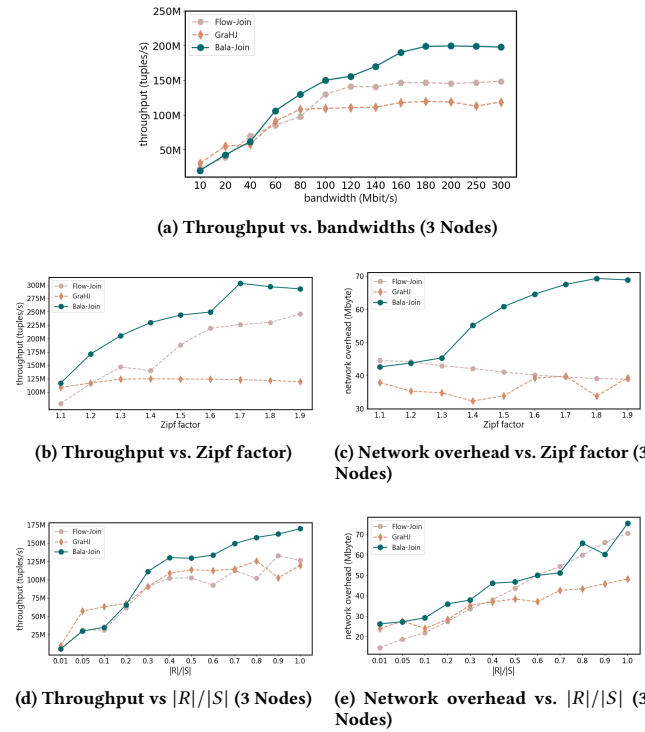 250M
200M
150M
100M
50M
throughput (tuples/s)
Flow-Join
GraHJ
Bala-Join
10 20 40 60 80 100 120 140 160 180 200 250 300
bandwidth (Mbit/s)
(a) Throughput vs. bandwidths (3 Nodes)
300M
275M
250M
225M
200M
175M
150M
125M
100M
throughput (tuples/s)
Flow-Join
GraHJ
Bala-Join
1.1 1.2 1.3 1.4 1.5 1.6 1.7 1.8 1.9
Zipf factor
(b) Throughput vs. Zipf factor)
70
60
50
40
30
network overhead (Mbyte)
Flow-Join
GraHJ
Bala-Join
1.1 1.2 1.3 1.4 1.5 1.6 1.7 1.8 1.9
Zipf factor
(c) Network overhead vs. Zipf factor (3
Nodes)
175M
150M
125M
100M
75M
50M
25M
throughput (tuples/s)
Flow-Join
GraHJ
Bala-Join
0.01 0.05 0.1 0.2 0.3 0.4 0.5 0.6 0.7 0.8 0.9 1.0
|R|/|S|
(d) Throughput vs |R|/|S| (3 Nodes)
70
60
50
40
30
20
network overhead (Mbyte)
Flow-Join
GraHJ
Bala-Join
0.01 0.05 0.1 0.2 0.3 0.4 0.5 0.6 0.7 0.8 0.9 1.0
|R|/|S|
(e) Network overhead vs. |R|/|S| (3
Nodes)